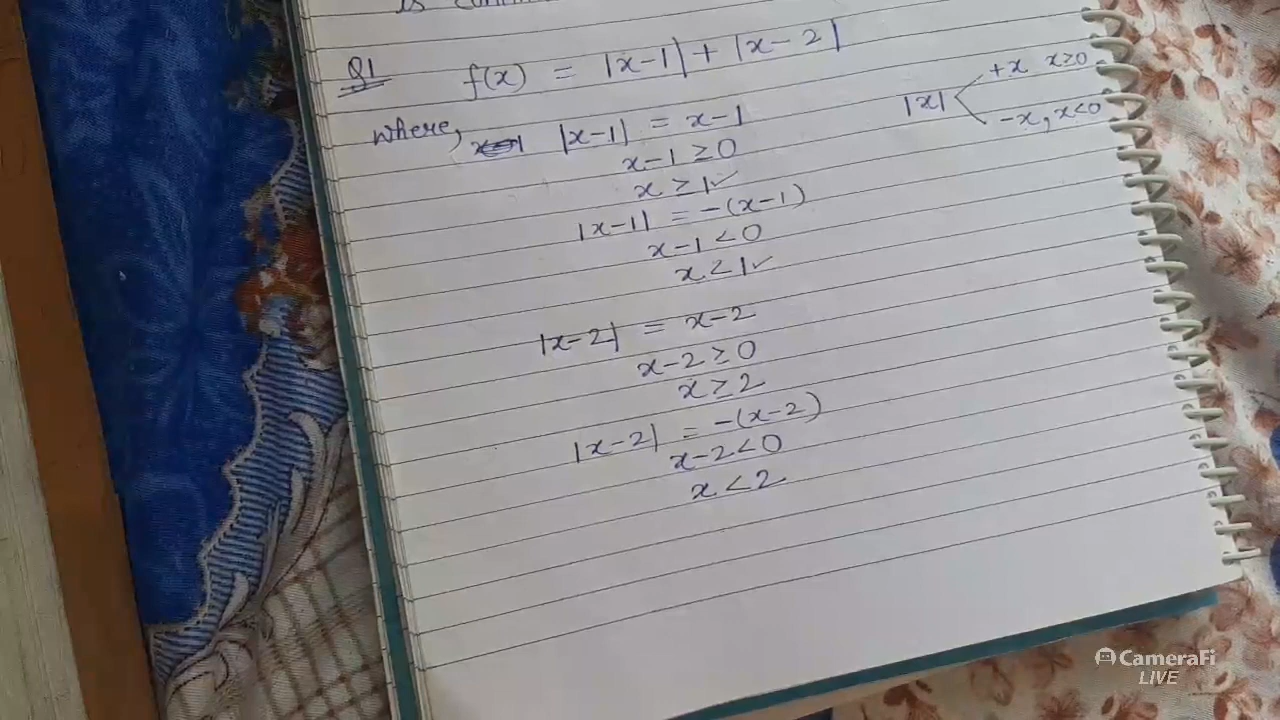 is
Q1 f(x) = |x-1| + |x-2|
|x| +x x≥0
-x, x<0
where, |x-1| = x-1
x-1≥0
x≥1✓
|x-1| = -(x-1)
x-1<0
x<1✓
|x-2| = x-2
x-2≥0
x≥2
|x-2| = -(x-2)
x-2<0
x<2
CameraFi
LIVE